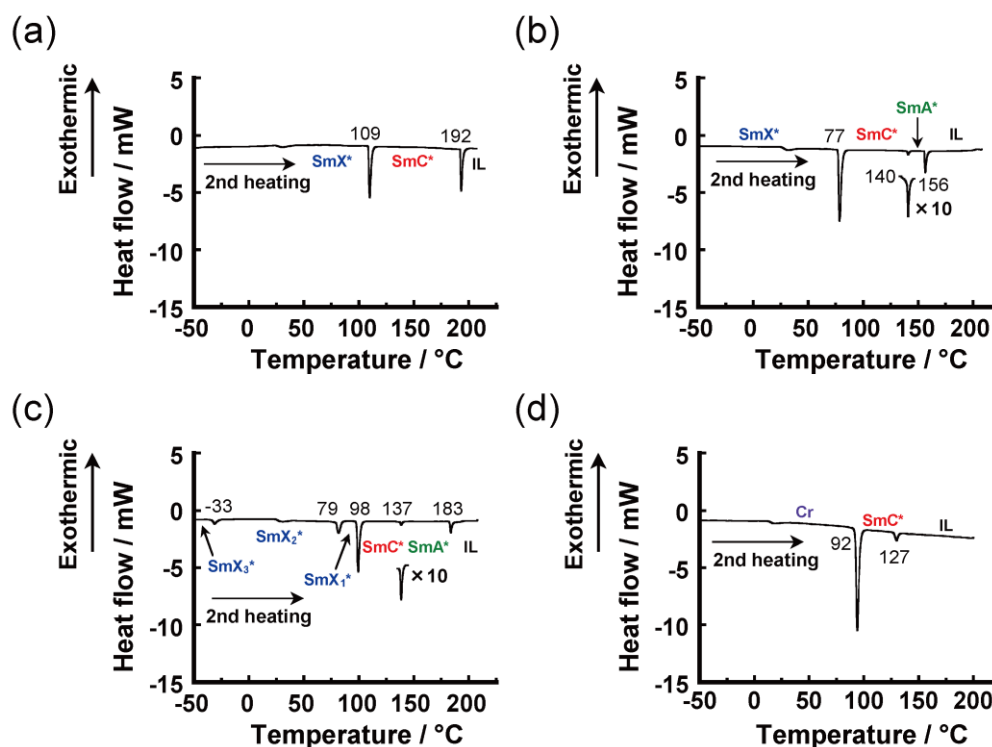 (a)
Exothermic
Heat flow / mW
5
0
-5
-10
-15
109
192
SmX*
SmC*
IL
2nd heating
-50
0
50
100
150
200
Temperature / °C
(b)
Exothermic
Heat flow / mW
5
0
-5
-10
-15
SmA*
SmX*
77
SmC*
IL
2nd heating
140
156
×10
-50
0
50
100
150
200
Temperature / °C
(c)
Exothermic
Heat flow / mW
5
0
-5
-10
-15
-33
79
98
137
183
SmX2*
SmC*
SmA*
IL
SmX3*
SmX1*
×10
2nd heating
-50
0
50
100
150
200
Temperature / °C
(d)
Exothermic
Heat flow / mW
5
0
-5
-10
-15
Cr
SmC*
IL
2nd heating
92
127
-50
0
50
100
150
200
Temperature / °C